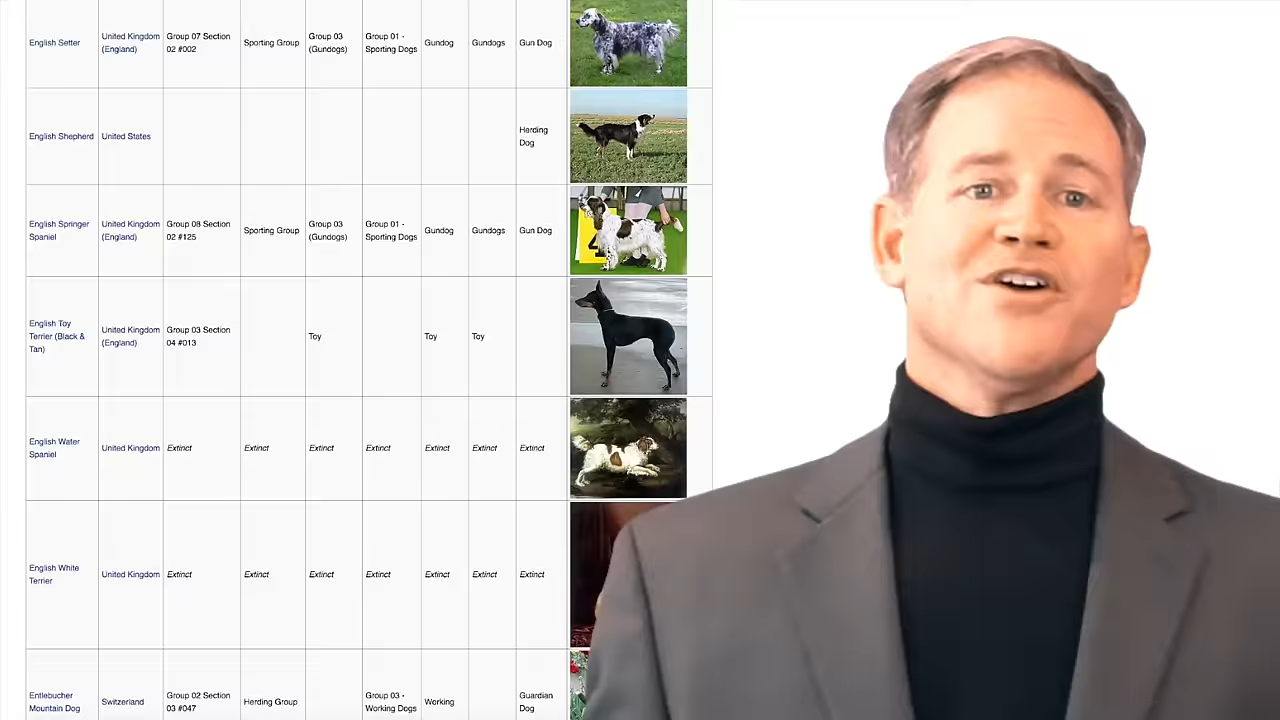 English Setter
United Kingdom
(England)
Group 07 Section
02 #002
Sporting Group
Group 03
(Gundogs)
Group 01 -
Sporting Dogs
Gundog
Gundogs
Gun Dog
English Shepherd
United States
Herding
Dog
English Springer
Spaniel
United Kingdom
(England)
Group 08 Section
02 #125
Sporting Group
Group 03
(Gundogs)
Group 01 -
Sporting Dogs
Gundog
Gundogs
Gun Dog
English Toy
Terrier (Black &
Tan)
United Kingdom
(England)
Group 03 Section
04 #013
Toy
Toy
Toy
English Water
Spaniel
United Kingdom
Extinct
Extinct
Extinct
Extinct
Extinct
Extinct
Extinct
English White
Terrier
United Kingdom
Extinct
Extinct
Extinct
Extinct
Extinct
Extinct
Extinct
Entlebucher
Mountain Dog
Switzerland
Group 02 Section
03 #047
Herding Group
Group 03 -
Working Dogs
Working
Guardian
Dog